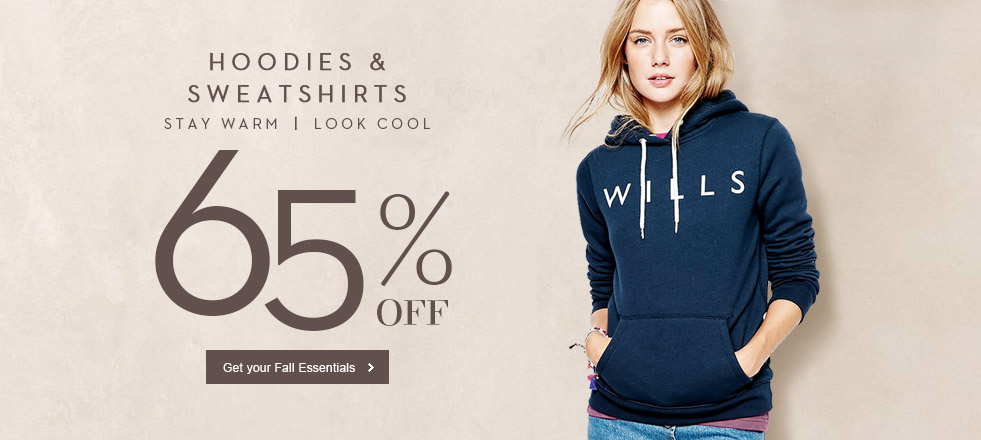 HOODIES &
SWEATSHIRTS
STAY WARM | LOOK COOL
65%
OFF
Get your Fall Essentials >
WILLS